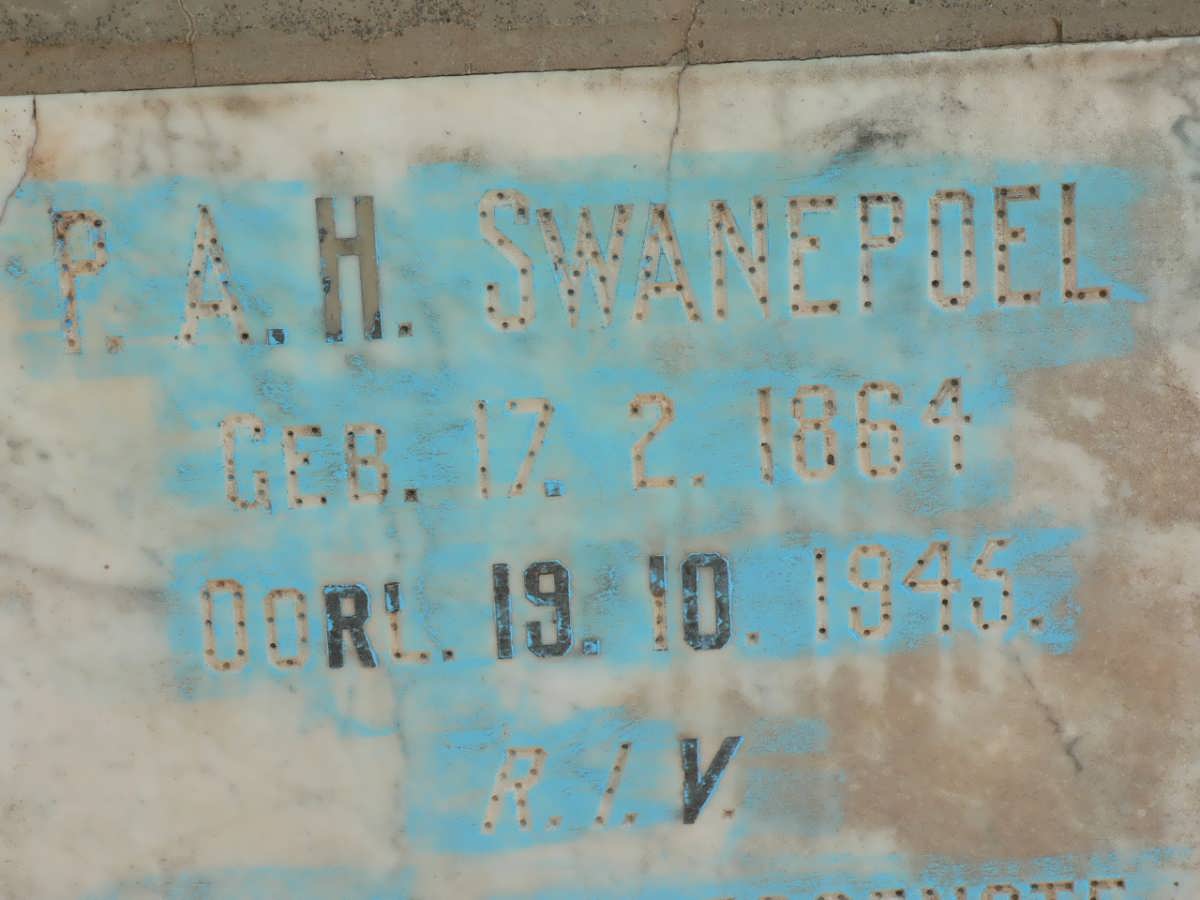 P. A. H. SWANEPOEL
GEB. 17. 2. 1864
OORL. 19. 10. 1945.
R. I. V.